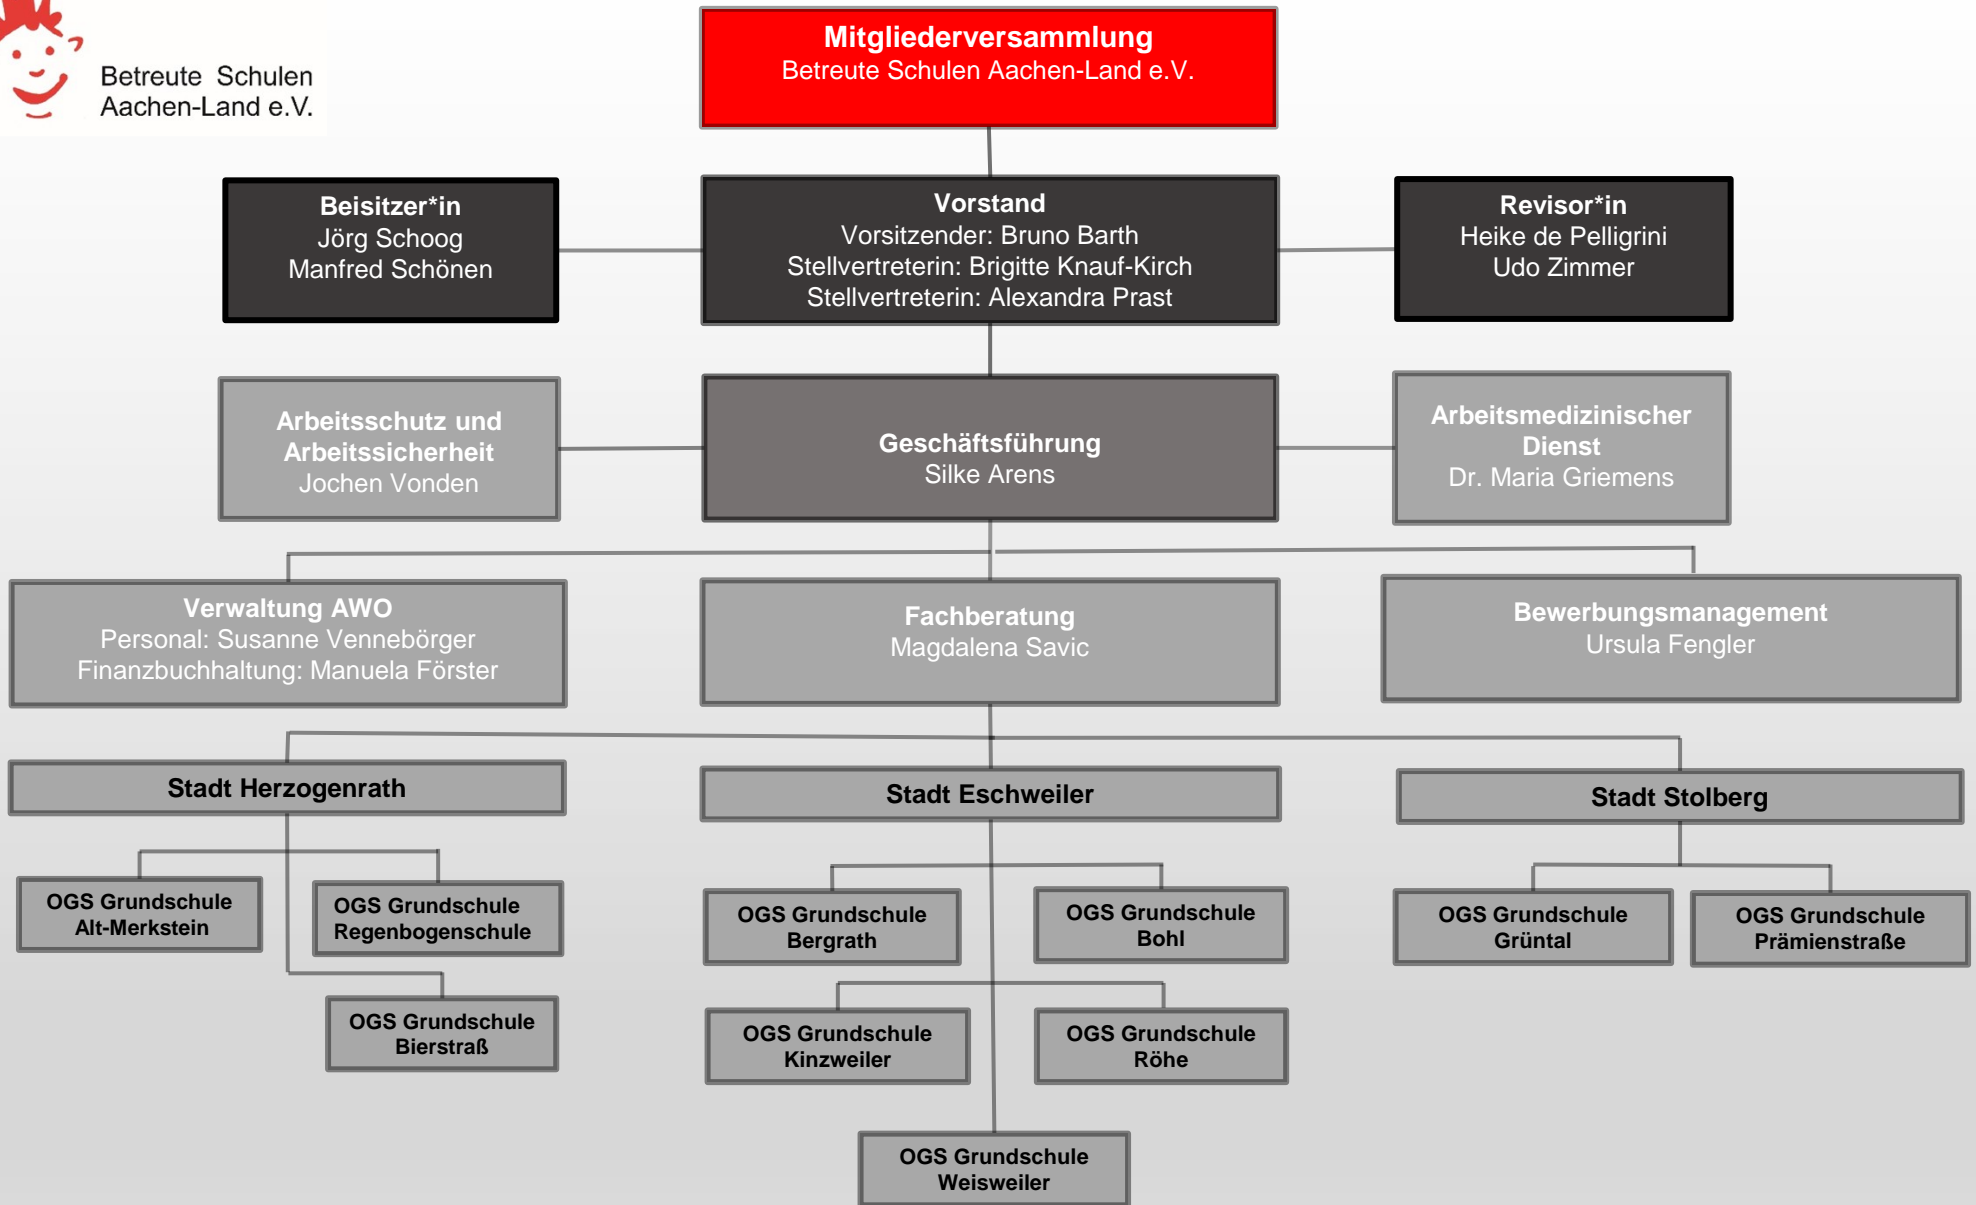 Betreute Schulen
Aachen-Land e.V.
Mitgliederversammlung
Betreute Schulen Aachen-Land e.V.
Beisitzer*in
Jörg Schoog
Manfred Schönen
Vorstand
Vorsitzender: Bruno Barth
Stellvertreterin: Brigitte Knauf-Kirch
Stellvertreterin: Alexandra Prast
Revisor*in
Heike de Pelligrini
Udo Zimmer
Arbeitsschutz und
Arbeitssicherheit
Jochen Vonden
Geschäftsführung
Silke Arens
Arbeitsmedizinischer
Dienst
Dr. Maria Griemens
Verwaltung AWO
Personal: Susanne Vennebörger
Finanzbuchhaltung: Manuela Förster
Fachberatung
Magdalena Savic
Bewerbungsmanagement
Ursula Fengler
Stadt Herzogenrath
Stadt Eschweiler
Stadt Stolberg
OGS Grundschule
Alt-Merkstein
OGS Grundschule
Regenbogenschule
OGS Grundschule
Bergrath
OGS Grundschule
Bohl
OGS Grundschule
Grüntal
OGS Grundschule
Prämienstraße
OGS Grundschule
Bierstraß
OGS Grundschule
Kinzweiler
OGS Grundschule
Röhe
OGS Grundschule
Weisweiler